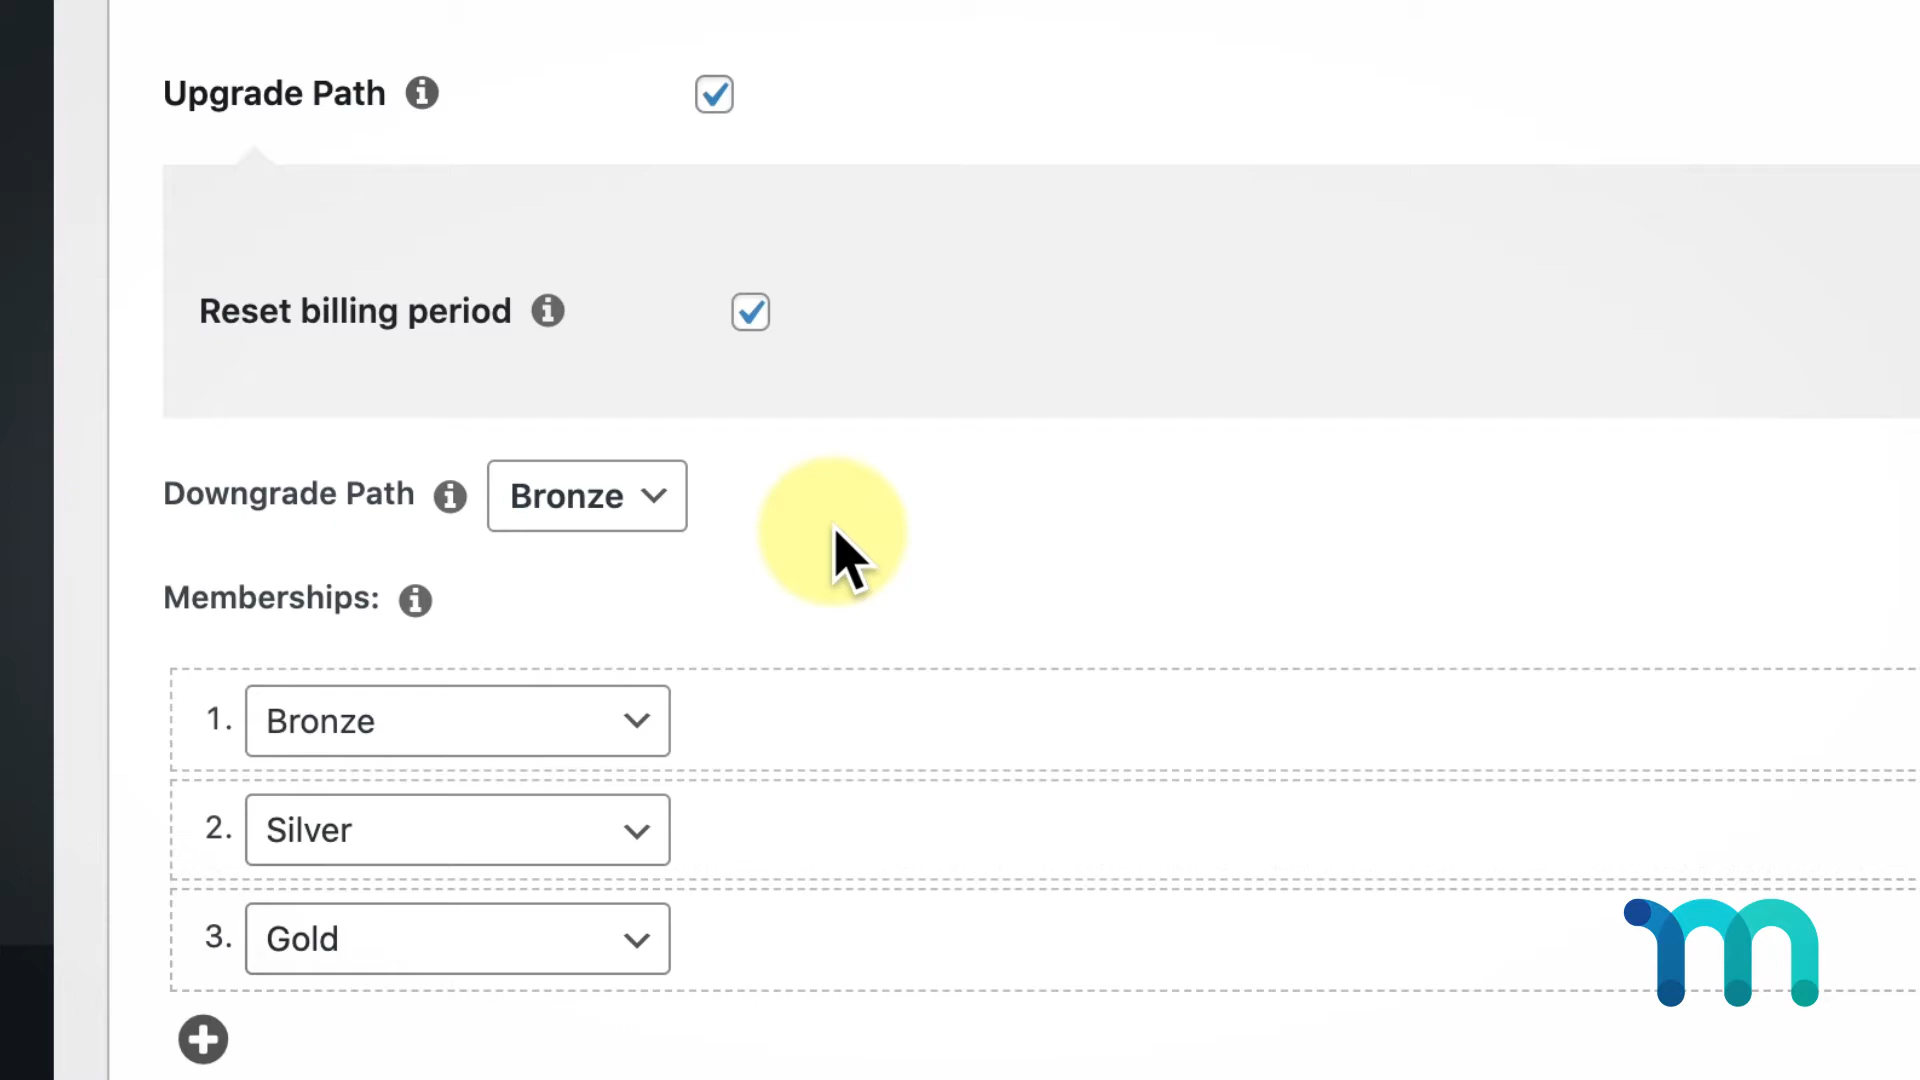 Upgrade Path
Reset billing period
Downgrade Path Bronze
Memberships:
1. Bronze
2. Silver
3. Gold